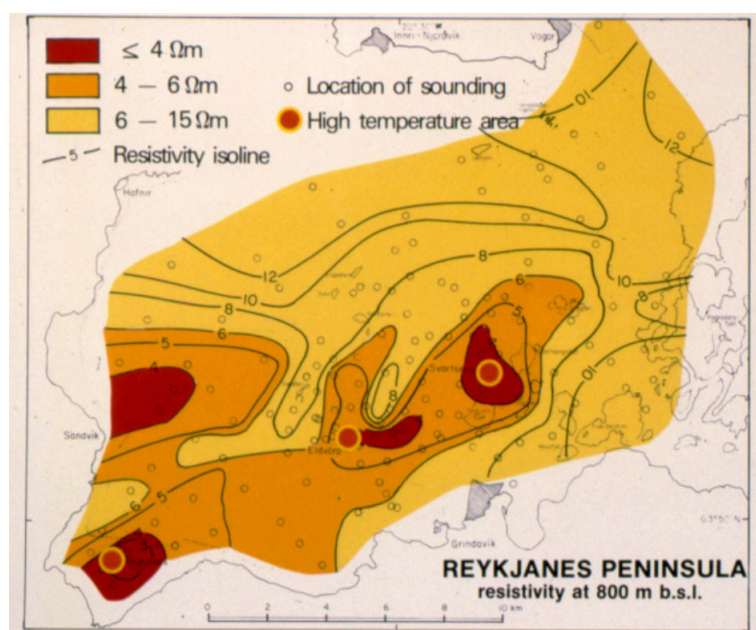 ≤ 4 Ωm
4 – 6 Ωm
6 – 15 Ωm
Location of sounding
High temperature area
–5– Resistivity isoline
Innri-Njarðvík
Vogar
Hafnir
10
12
12
10
8
6
5
4
8
6
5
10
8
8
10
Svartsengi
Eldvörp
Sandvík
6
5
Grindavík
REYKJANES PENINSULA
resistivity at 800 m b.s.l.
0
2
4
6
8
10 km